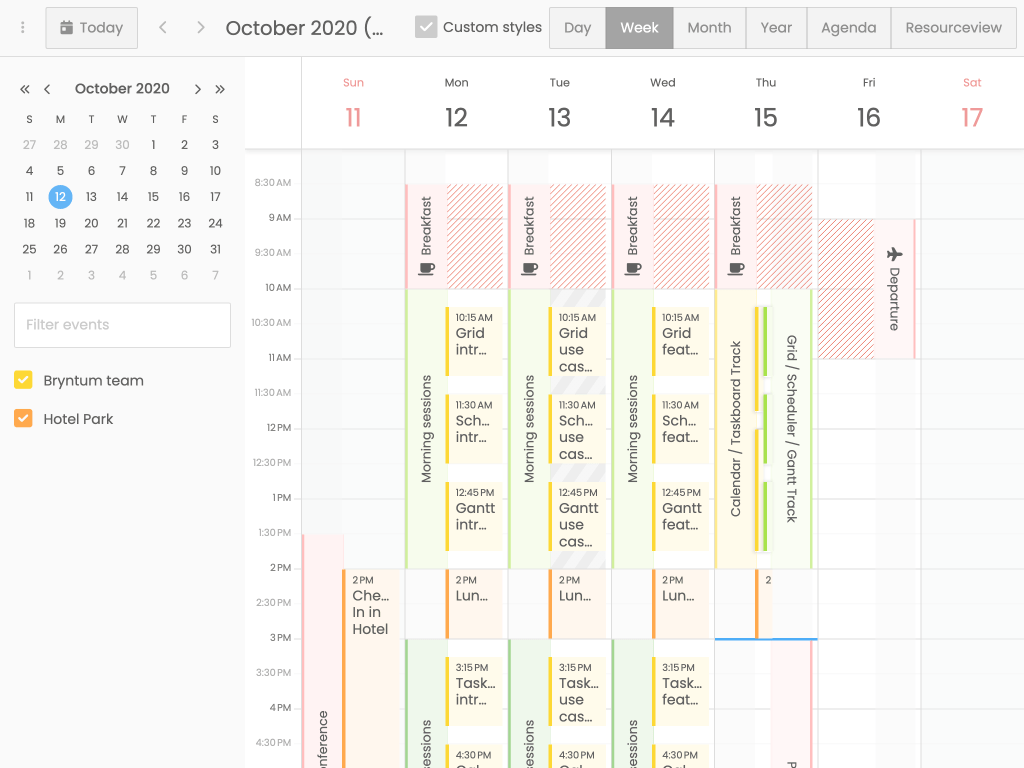 Today
October 2020 (...
Custom styles
Day
Week
Month
Year
Agenda
Resourceview
October 2020
S M T W T F S
27 28 29 30 1 2 3
4 5 6 7 8 9 10
11 12 13 14 15 16 17
18 19 20 21 22 23 24
25 26 27 28 29 30 31
1 2 3 4 5 6 7
Filter events
Bryntum team
Hotel Park
Sun 11
Mon 12
Tue 13
Wed 14
Thu 15
Fri 16
Sat 17
8:30 AM
9 AM
9:30 AM
10 AM
10:30 AM
11 AM
11:30 AM
12 PM
12:30 PM
1 PM
1:30 PM
2 PM
2:30 PM
3 PM
3:30 PM
4 PM
4:30 PM
2 PM
Che...
In in
Hotel
Breakfast
Morning sessions
10:15 AM
Grid
intr...
11:30 AM
Sch...
intr...
12:45 PM
Gantt
intr...
2 PM
Lun...
sessions
3:15 PM
Task...
intr...
4:30 PM
Breakfast
Morning sessions
10:15 AM
Grid
use
cas...
11:30 AM
Sch...
use
cas...
12:45 PM
Gantt
use
cas...
2 PM
Lun...
sessions
3:15 PM
Task...
use
cas...
4:30 PM
Breakfast
Morning sessions
10:15 AM
Grid
feat...
11:30 AM
Sch...
feat...
12:45 PM
Gantt
feat...
2 PM
Lun...
sessions
3:15 PM
Task...
feat...
4:30 PM
Breakfast
Calendar / Taskboard Track
Grid / Scheduler / Gantt Track
2
Departure